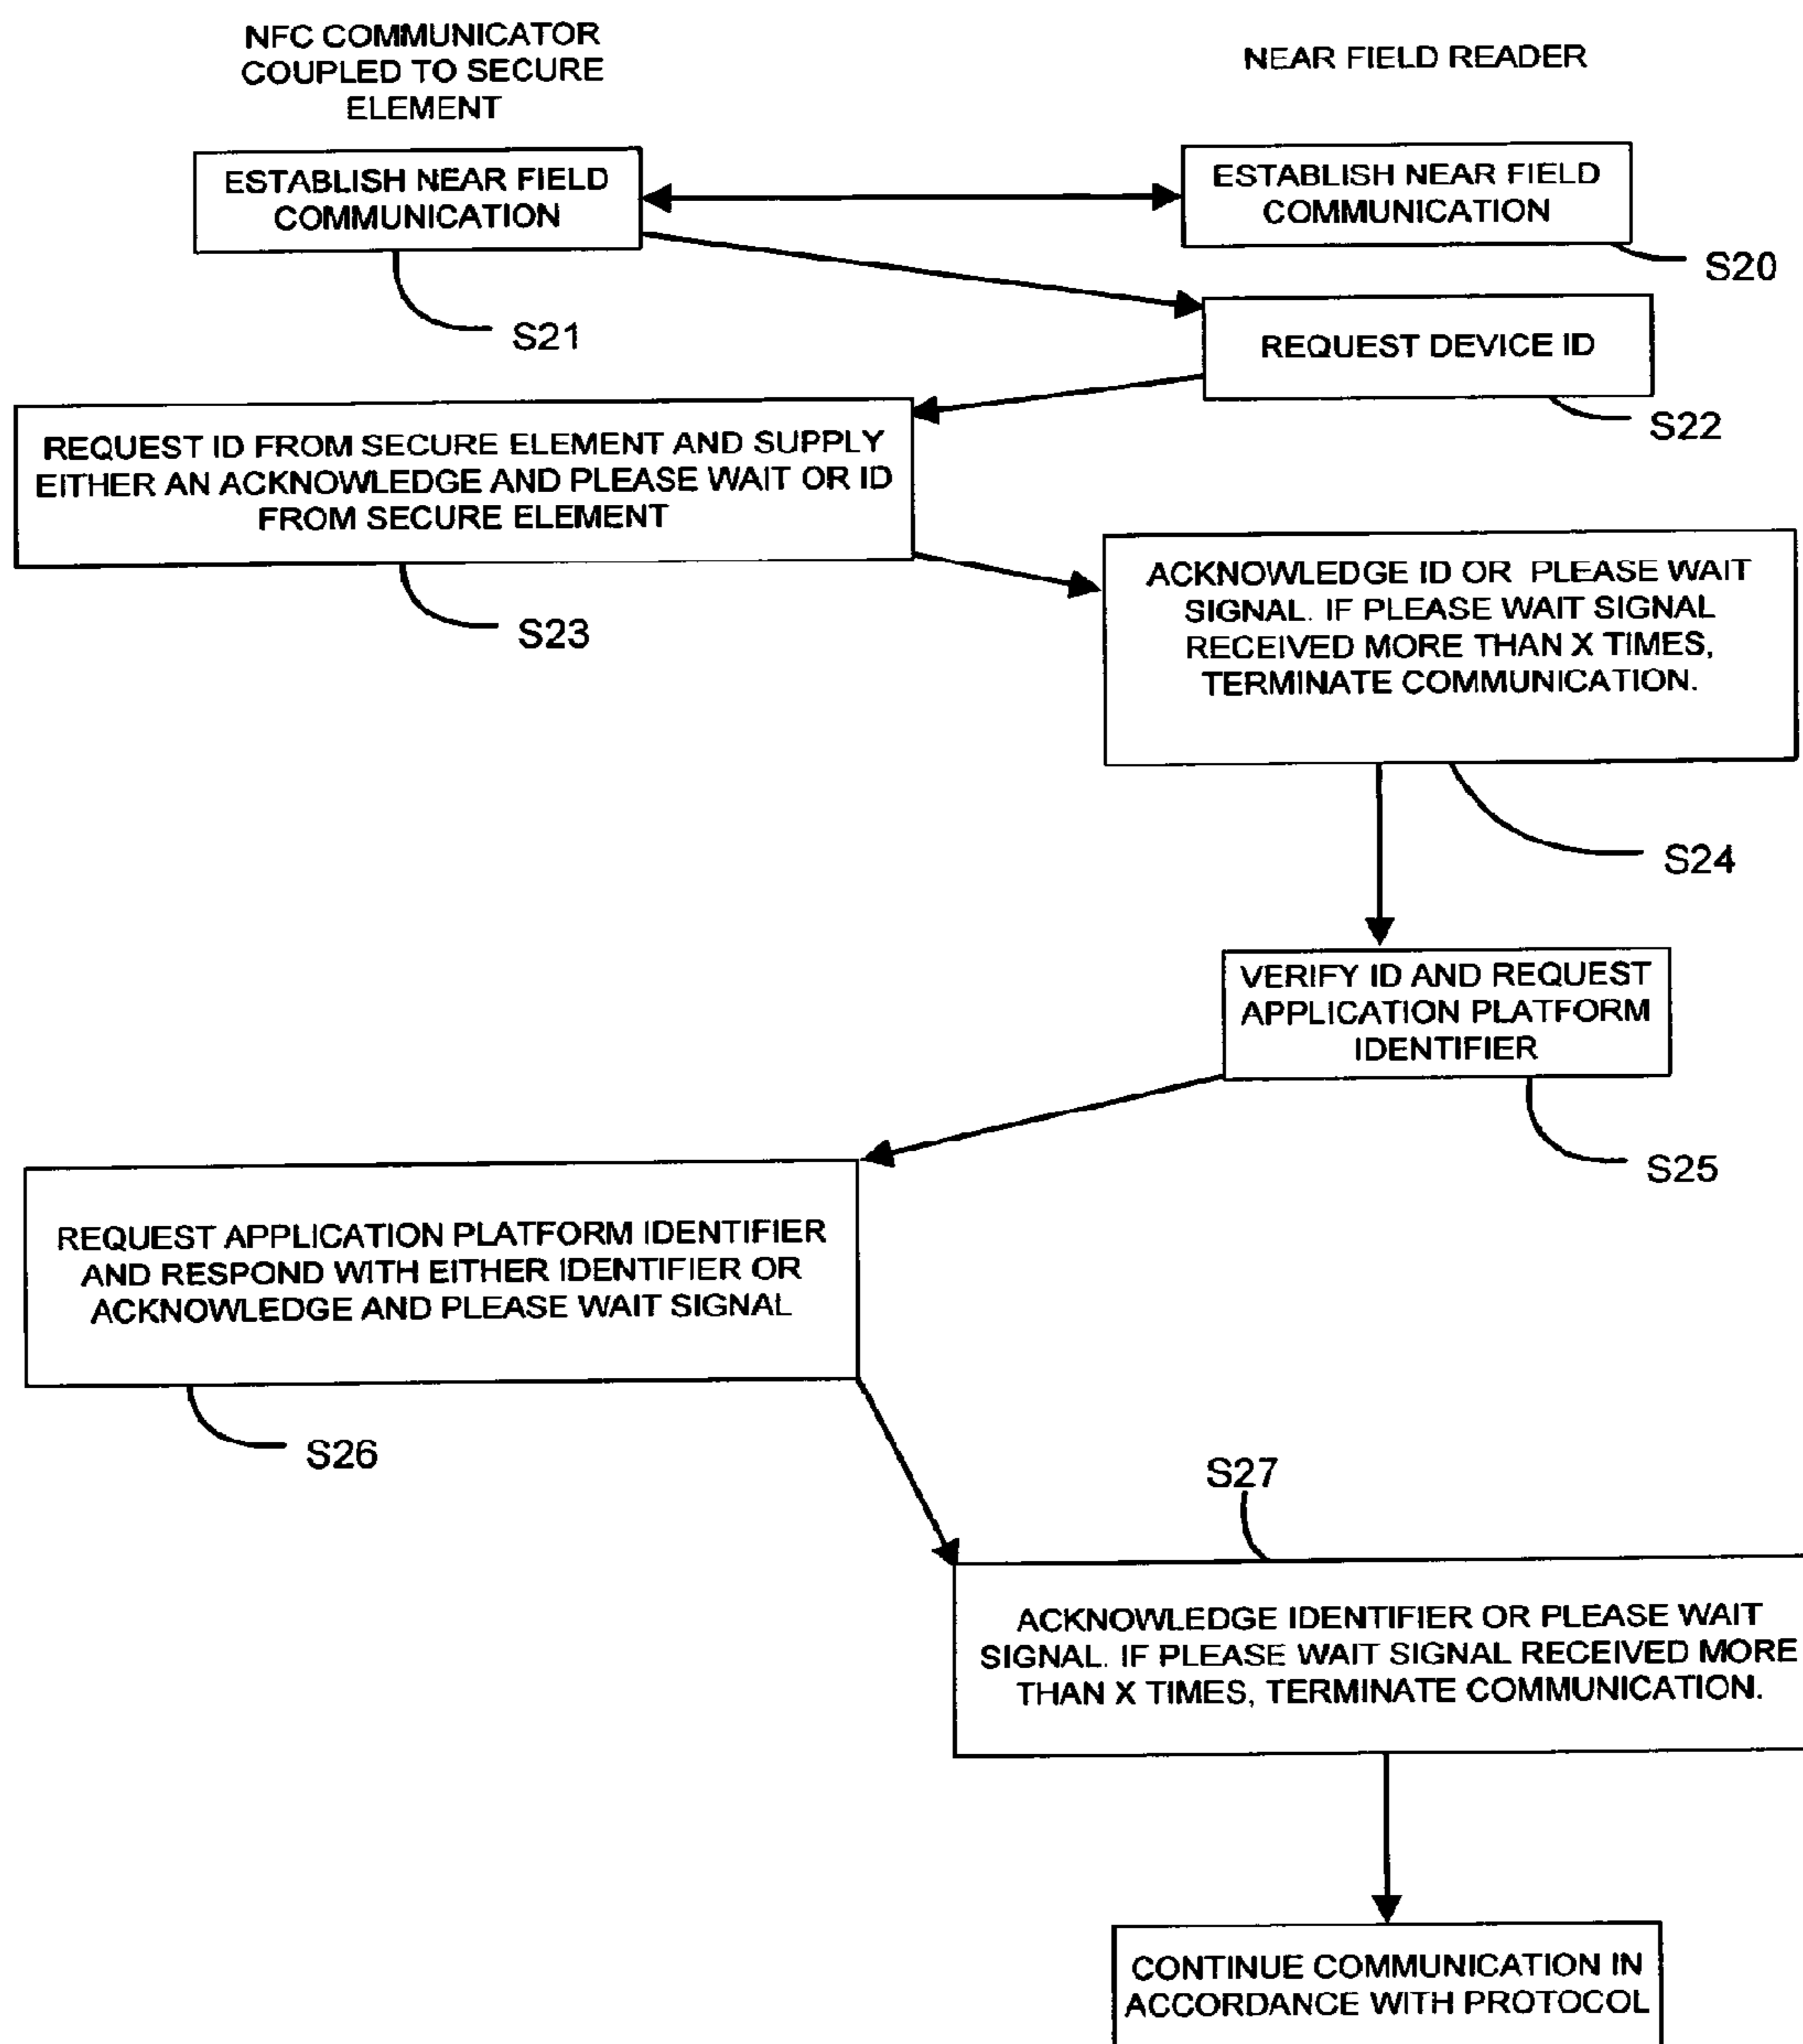 NFC COMMUNICATOR
COUPLED TO SECURE
ELEMENT
NEAR FIELD READER
ESTABLISH NEAR FIELD
COMMUNICATION
ESTABLISH NEAR FIELD
COMMUNICATION
S20
S21
REQUEST DEVICE ID
S22
REQUEST ID FROM SECURE ELEMENT AND SUPPLY
EITHER AN ACKNOWLEDGE AND PLEASE WAIT OR ID
FROM SECURE ELEMENT
S23
ACKNOWLEDGE ID OR PLEASE WAIT
SIGNAL. IF PLEASE WAIT SIGNAL
RECEIVED MORE THAN X TIMES,
TERMINATE COMMUNICATION.
S24
VERIFY ID AND REQUEST
APPLICATION PLATFORM
IDENTIFIER
S25
REQUEST APPLICATION PLATFORM IDENTIFIER
AND RESPOND WITH EITHER IDENTIFIER OR
ACKNOWLEDGE AND PLEASE WAIT SIGNAL
S26
S27
ACKNOWLEDGE IDENTIFIER OR PLEASE WAIT
SIGNAL. IF PLEASE WAIT SIGNAL RECEIVED MORE
THAN X TIMES, TERMINATE COMMUNICATION.
CONTINUE COMMUNICATION IN
ACCORDANCE WITH PROTOCOL